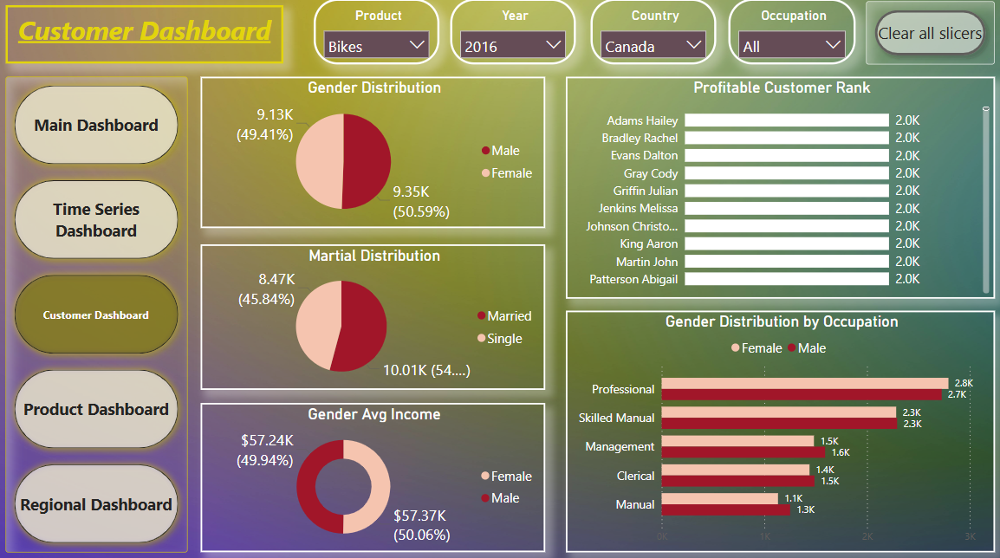 Customer Dashboard
Product
Bikes
Year
2016
Country
Canada
Occupation
All
Clear all slicers
Main Dashboard
Time Series
Dashboard
Customer Dashboard
Product Dashboard
Regional Dashboard
Gender Distribution
9.13K
(49.41%)
9.35K
(50.59%)
Male
Female
Martial Distribution
8.47K
(45.84%)
10.01K (54....)
Married
Single
Gender Avg Income
$57.24K
(49.94%)
$57.37K
(50.06%)
Female
Male
Profitable Customer Rank
Adams Hailey 2.0K
Bradley Rachel 2.0K
Evans Dalton 2.0K
Gray Cody 2.0K
Griffin Julian 2.0K
Jenkins Melissa 2.0K
Johnson Christo... 2.0K
King Aaron 2.0K
Martin John 2.0K
Patterson Abigail 2.0K
Gender Distribution by Occupation
Female Male
Professional 2.8K
2.7K
Skilled Manual 2.3K
2.3K
Management 1.5K
1.6K
Clerical 1.4K
1.5K
Manual 1.1K
1.3K
0K 1K 2K 3K